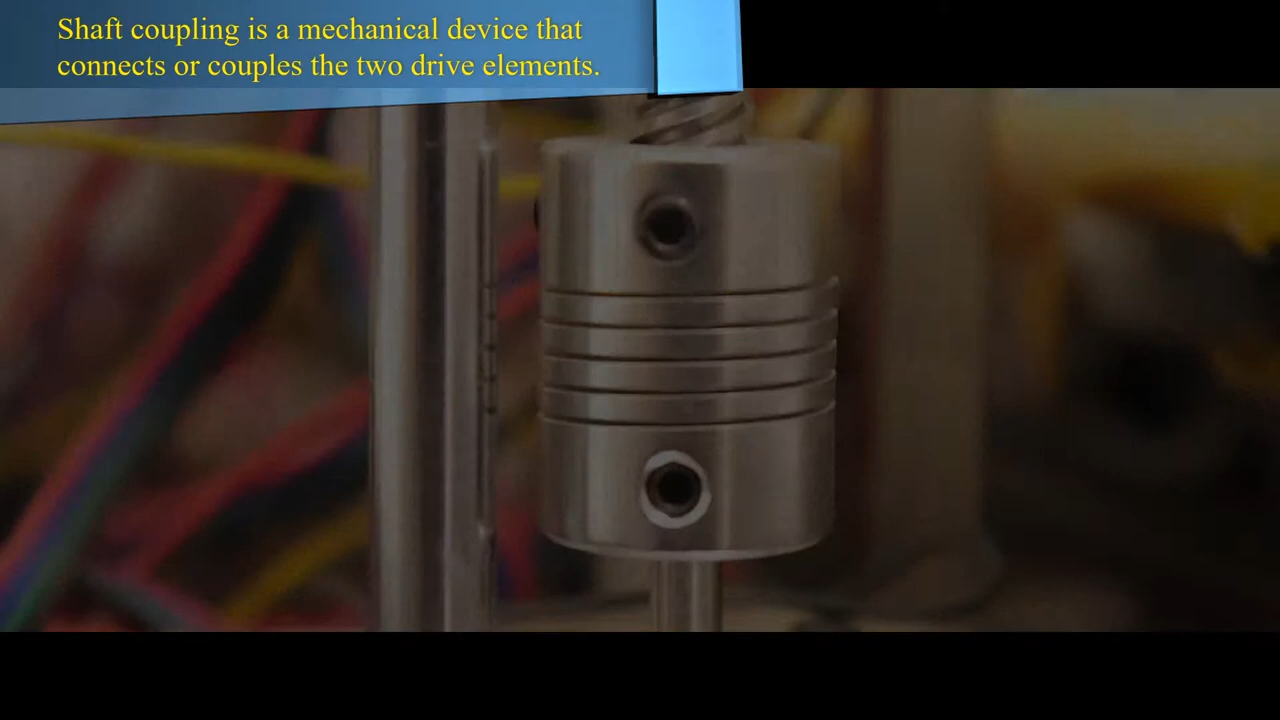 Shaft coupling is a mechanical device that
connects or couples the two drive elements.